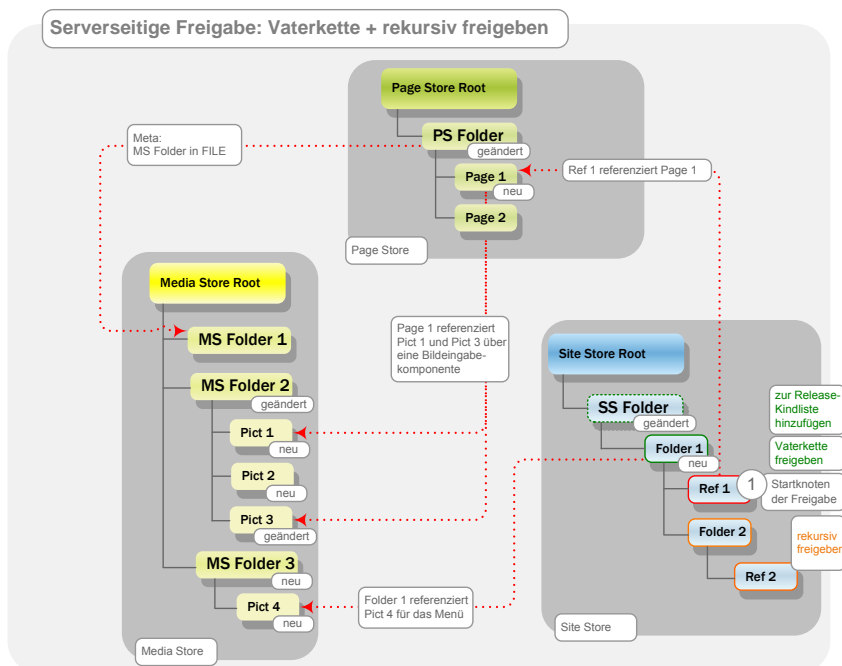 Serverseitige Freigabe: Vaterkette + rekursiv freigeben
Page Store Root
PS Folder
geändert
Page 1
neu
Page 2
Page Store
Meta:
MS Folder in FILE
Ref 1 referenziert Page 1
Media Store Root
MS Folder 1
MS Folder 2
geändert
Pict 1
neu
Pict 2
neu
Pict 3
geändert
MS Folder 3
neu
Pict 4
neu
Media Store
Page 1 referenziert
Pict 1 und Pict 3 über
eine Bildeingabe-
komponente
Folder 1 referenziert
Pict 4 für das Menü
Site Store Root
SS Folder
geändert
Folder 1
neu
Ref 1
1
Folder 2
Ref 2
Site Store
zur Release-
Kindliste
hinzufügen
Vaterkette
freigeben
Startknoten
der Freigabe
rekursiv
freigeben